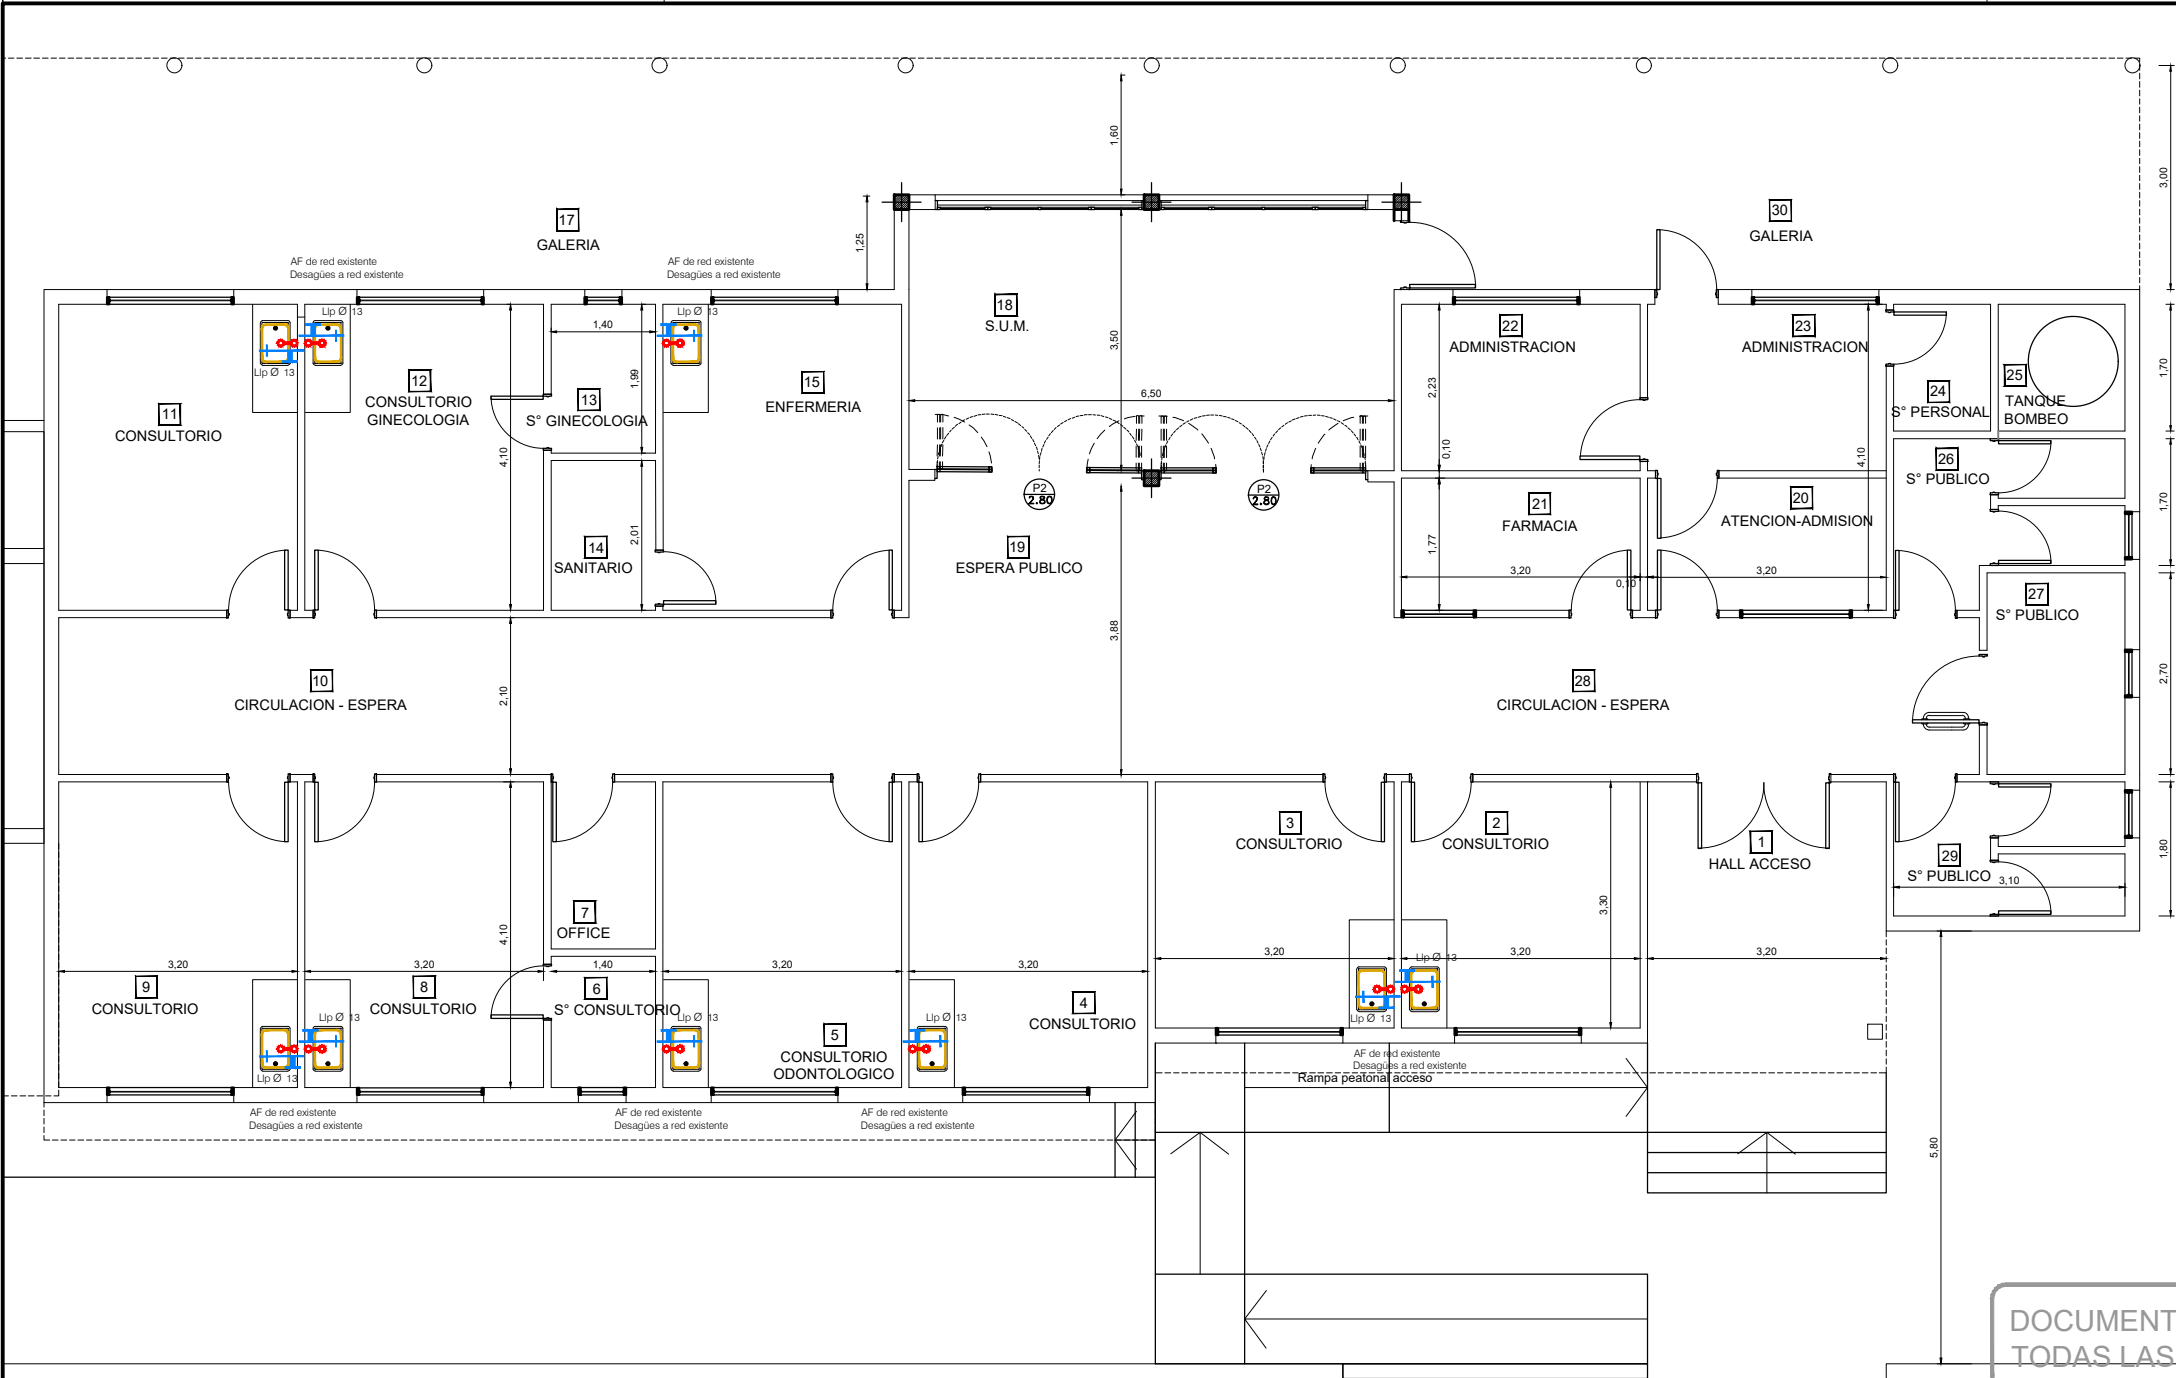 1,60
3,00
17
GALERIA
30
GALERIA
1,25
AF de red existente
Desagües a red existente
AF de red existente
Desagües a red existente
Llp Ø 13
Llp Ø 13
Llp Ø 13
18
S.U.M.
3,50
6,50
11
CONSULTORIO
12
CONSULTORIO
GINECOLOGIA
4,10
1,40
1,99
13
S° GINECOLOGIA
15
ENFERMERIA
22
ADMINISTRACION
2,23
0,10
23
ADMINISTRACION
4,10
24
S° PERSONAL
25
TANQUE
BOMBEO
1,70
P2
2.80
P2
2.80
26
S° PUBLICO
1,70
14
SANITARIO
2,01
19
ESPERA PUBLICO
21
FARMACIA
1,77
3,20
0,10
20
ATENCION-ADMISION
3,20
27
S° PUBLICO
2,70
3,88
10
CIRCULACION - ESPERA
2,10
28
CIRCULACION - ESPERA
3
CONSULTORIO
2
CONSULTORIO
1
HALL ACCESO
29
S° PUBLICO
3,10
1,80
7
OFFICE
4,10
3,30
3,20
3,20
1,40
3,20
3,20
3,20
3,20
3,20
9
CONSULTORIO
8
CONSULTORIO
6
S° CONSULTORIO
5
CONSULTORIO
ODONTOLOGICO
4
CONSULTORIO
Llp Ø 13
Llp Ø 13
Llp Ø 13
Llp Ø 13
Llp Ø 13
Llp Ø 13
AF de red existente
Desagües a red existente
Rampa peatonal acceso
AF de red existente
Desagües a red existente
AF de red existente
Desagües a red existente
AF de red existente
Desagües a red existente
5,80
DOCUMENT
TODAS LAS